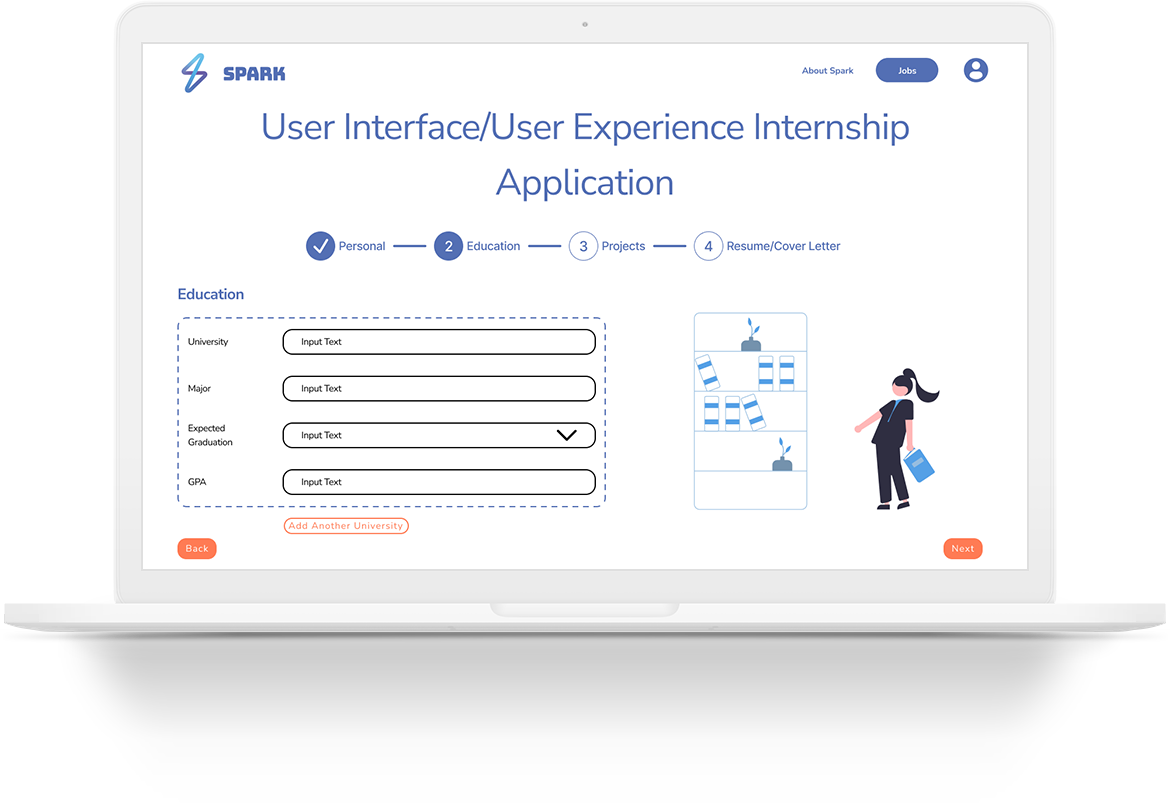 SPARK
About Spark
Jobs
User Interface/User Experience Internship
Application
Personal
2 Education
3 Projects
4 Resume/Cover Letter
Education
University
Input Text
Major
Input Text
Expected
Graduation
Input Text
GPA
Input Text
Add Another University
Back
Next